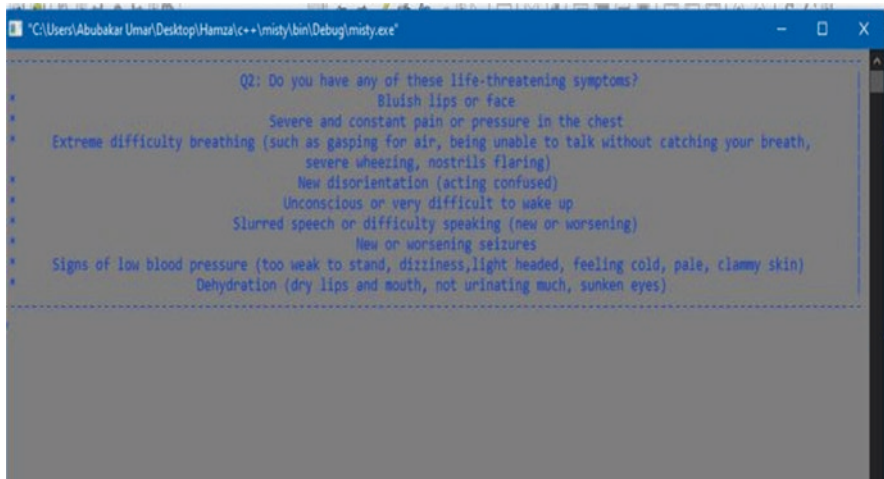 "C:\Users\Abubakar Umar\Desktop\Hamza\c++\misty\bin\Debug\misty.exe"
Q2: Do you have any of these life-threatening symptoms?
* Bluish lips or face
* Severe and constant pain or pressure in the chest
* Extreme difficulty breathing (such as gasping for air, being unable to talk without catching your breath,
severe wheezing, nostrils flaring)
* New disorientation (acting confused)
* Unconscious or very difficult to wake up
* Slurred speech or difficulty speaking (new or worsening)
* New or worsening seizures
* Signs of low blood pressure (too weak to stand, dizziness,light headed, feeling cold, pale, clammy skin)
* Dehydration (dry lips and mouth, not urinating much, sunken eyes)